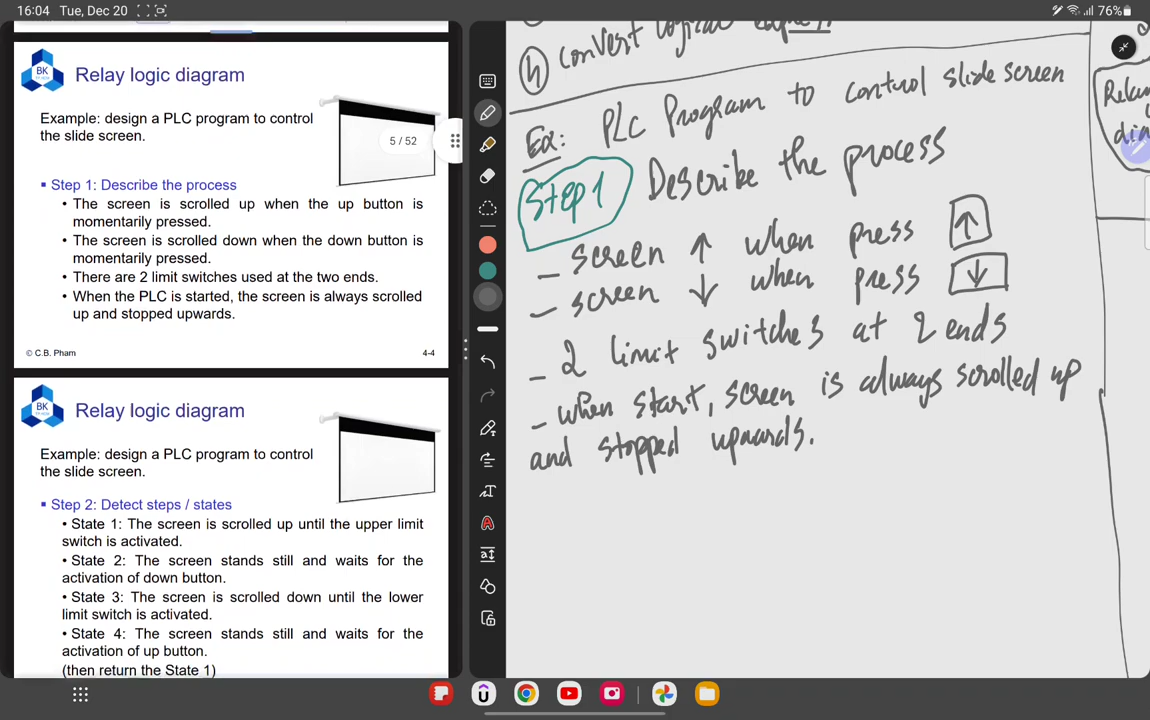 16:04 Tue, Dec 20
76%
BK
Relay logic diagram
Example: design a PLC program to control
the slide screen.
5 / 52
▪ Step 1: Describe the process
• The screen is scrolled up when the up button is
momentarily pressed.
• The screen is scrolled down when the down button is
momentarily pressed.
• There are 2 limit switches used at the two ends.
• When the PLC is started, the screen is always scrolled
up and stopped upwards.
© C.B. Pham
4-4
BK
Relay logic diagram
Example: design a PLC program to control
the slide screen.
▪ Step 2: Detect steps / states
• State 1: The screen is scrolled up until the upper limit
switch is activated.
• State 2: The screen stands still and waits for the
activation of down button.
• State 3: The screen is scrolled down until the lower
limit switch is activated.
• State 4: The screen stands still and waits for the
activation of up button.
(then return the State 1)
④ convert logical
Ex: PLC Program to control slide screen
Step 1 Describe the process
- screen ↑ when press ↑
- screen ↓ when press ↓
- 2 limit switches at 2 ends
- when start, screen is always scrolled up
and stopped upwards.